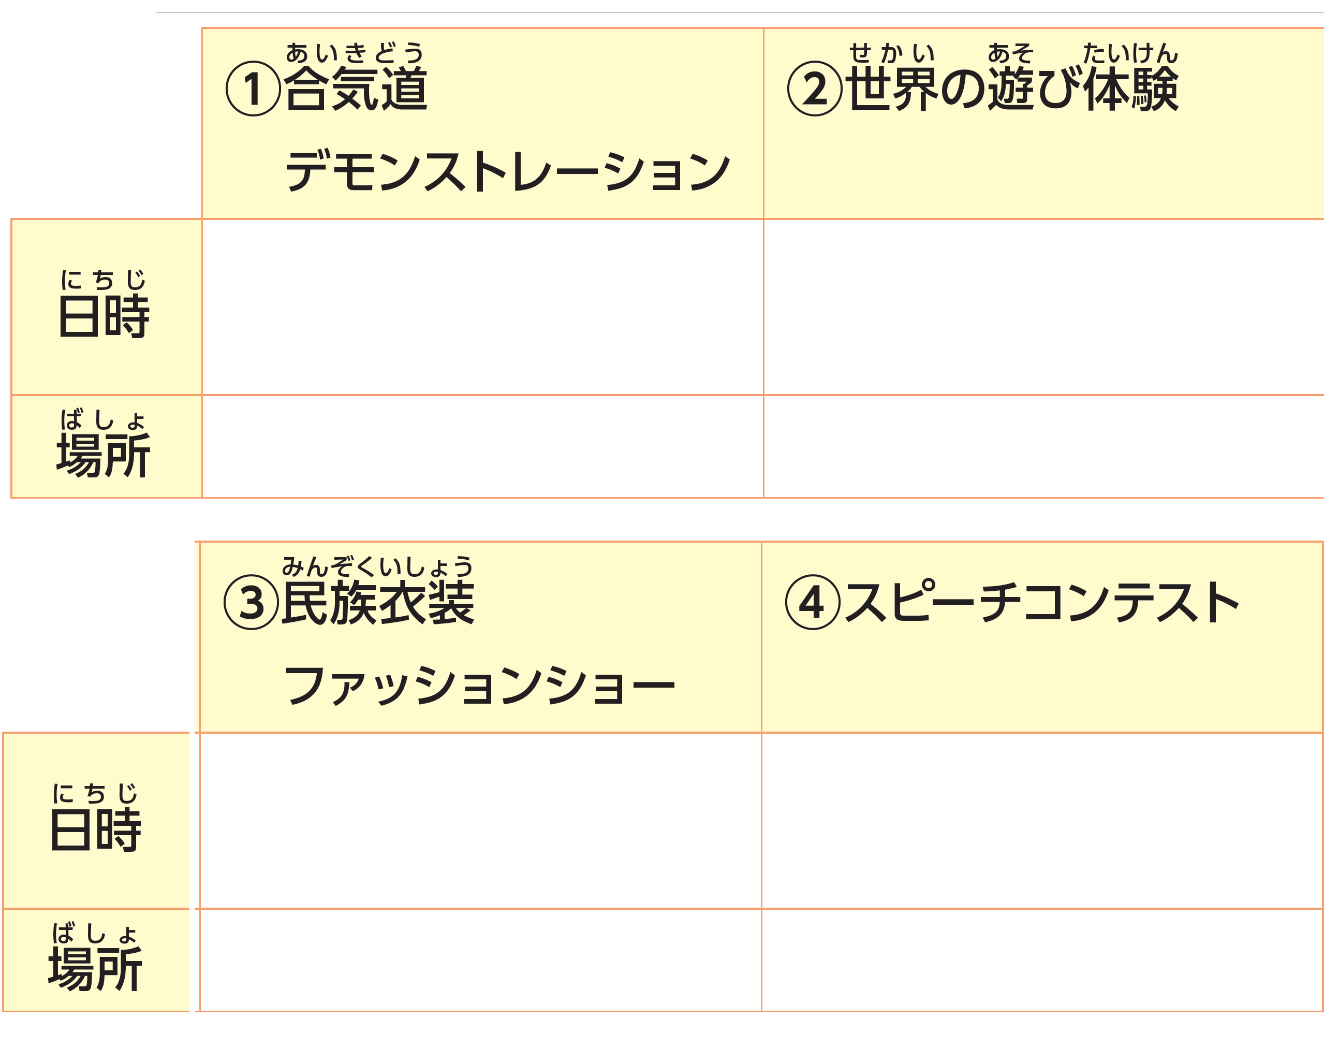 あいきどう
①合気道
デモンストレーション
せかい あそ たいけん
②世界の遊び体験
にちじ
日時
ばしょ
場所
みんぞくいしょう
③民族衣装
ファッションショー
④スピーチコンテスト
にちじ
日時
ばしょ
場所